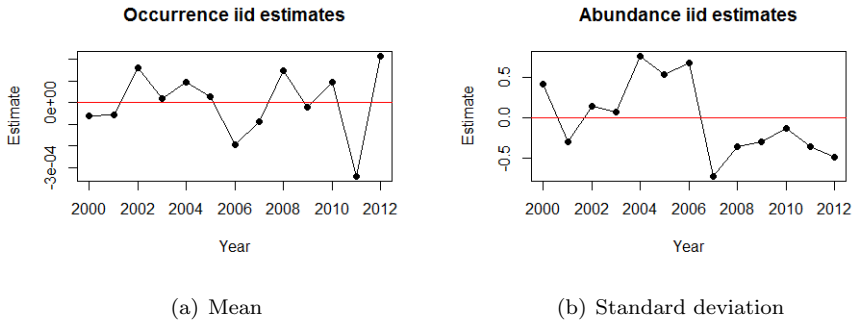 Occurrence iid estimates
Estimate
0e+00
-3e-04
2000 2002 2004 2006 2008 2010 2012
Year
(a) Mean
Abundance iid estimates
Estimate
0.5
0.0
-0.5
2000 2002 2004 2006 2008 2010 2012
Year
(b) Standard deviation